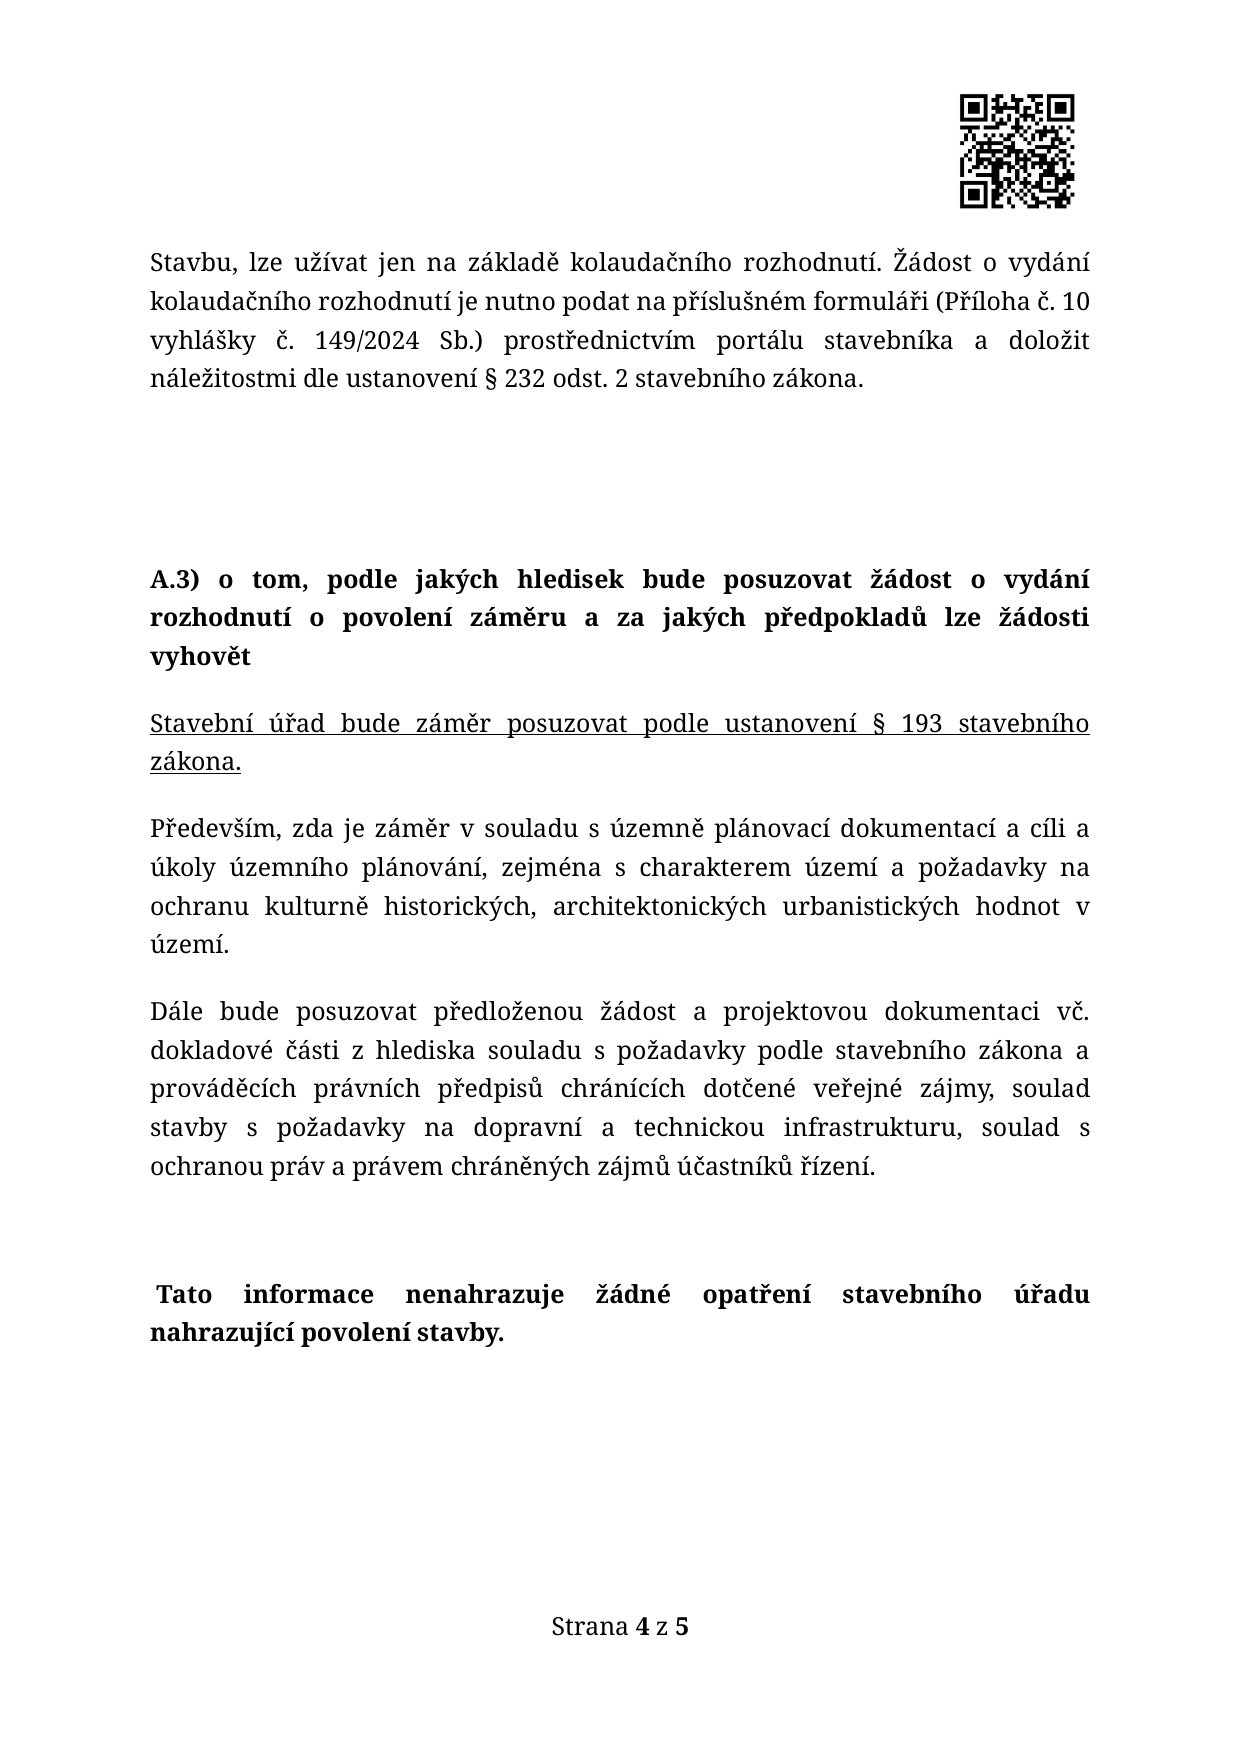 Stavbu, lze užívat jen na základě kolaudačního rozhodnutí. Žádost o vydání
kolaudačního rozhodnutí je nutno podat na příslušném formuláři (Příloha č. 10
vyhlášky č. 149/2024 Sb.) prostřednictvím portálu stavebníka a doložit
náležitostmi dle ustanovení § 232 odst. 2 stavebního zákona.
A.3) o tom, podle jakých hledisek bude posuzovat žádost o vydání
rozhodnutí o povolení záměru a za jakých předpokladů lze žádosti
vyhovět
Stavební úřad bude záměr posuzovat podle ustanovení § 193 stavebního
zákona.
Především, zda je záměr v souladu s územně plánovací dokumentací a cíli a
úkoly územního plánování, zejména s charakterem území a požadavky na
ochranu kulturně historických, architektonických urbanistických hodnot v
území.
Dále bude posuzovat předloženou žádost a projektovou dokumentaci vč.
dokladové části z hlediska souladu s požadavky podle stavebního zákona a
prováděcích právních předpisů chránících dotčené veřejné zájmy, soulad
stavby s požadavky na dopravní a technickou infrastrukturu, soulad s
ochranou práv a právem chráněných zájmů účastníků řízení.
Tato informace nenahrazuje žádné opatření stavebního úřadu
nahrazující povolení stavby.
Strana 4 z 5